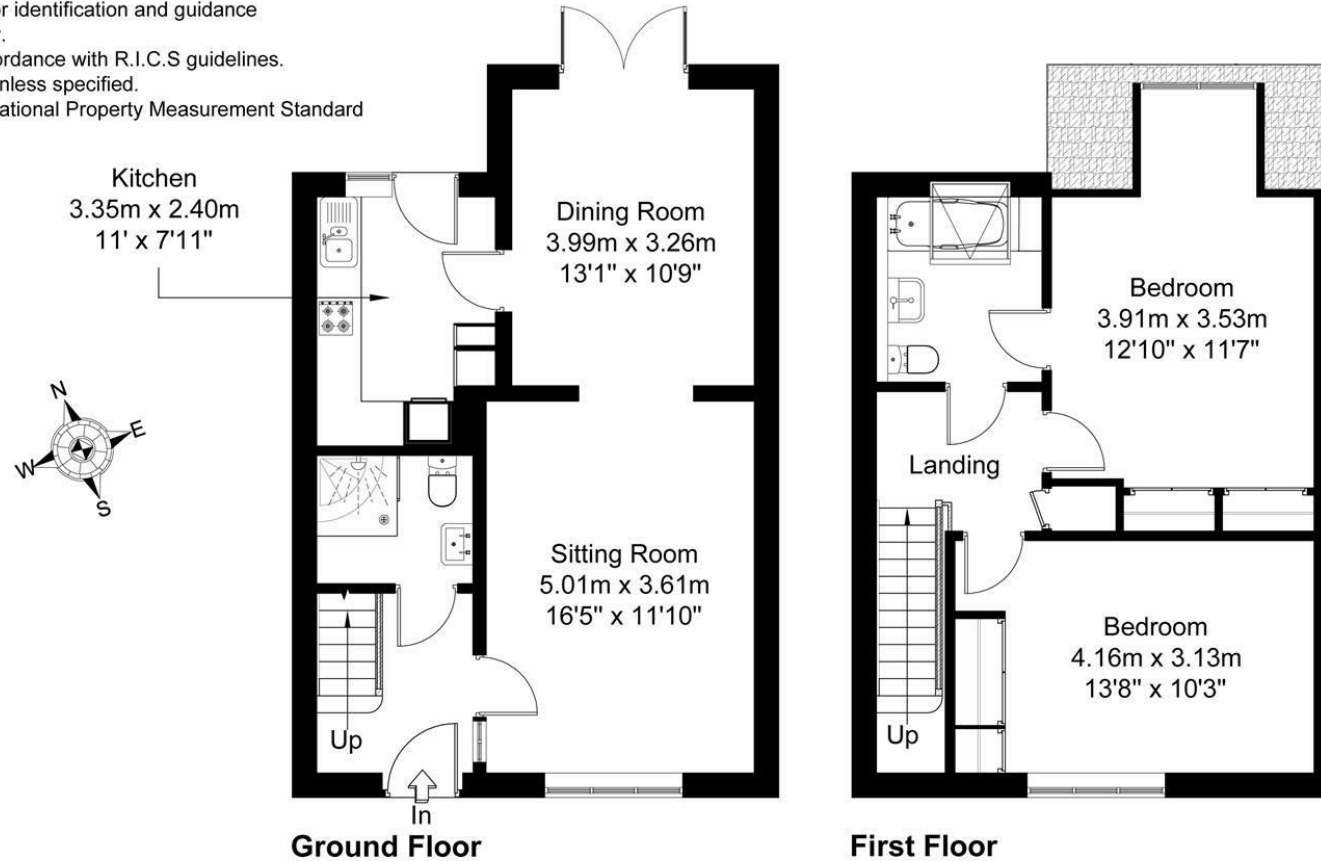 or identification and guidance
ordance with R.I.C.S guidelines.
nless specified.
ational Property Measurement Standard
Kitchen
3.35m x 2.40m
11' x 7'11"
Dining Room
3.99m x 3.26m
13'1" x 10'9"
Sitting Room
5.01m x 3.61m
16'5" x 11'10"
Up
In
N
E
W
S
Ground Floor
Bedroom
3.91m x 3.53m
12'10" x 11'7"
Landing
Bedroom
4.16m x 3.13m
13'8" x 10'3"
Up
First Floor